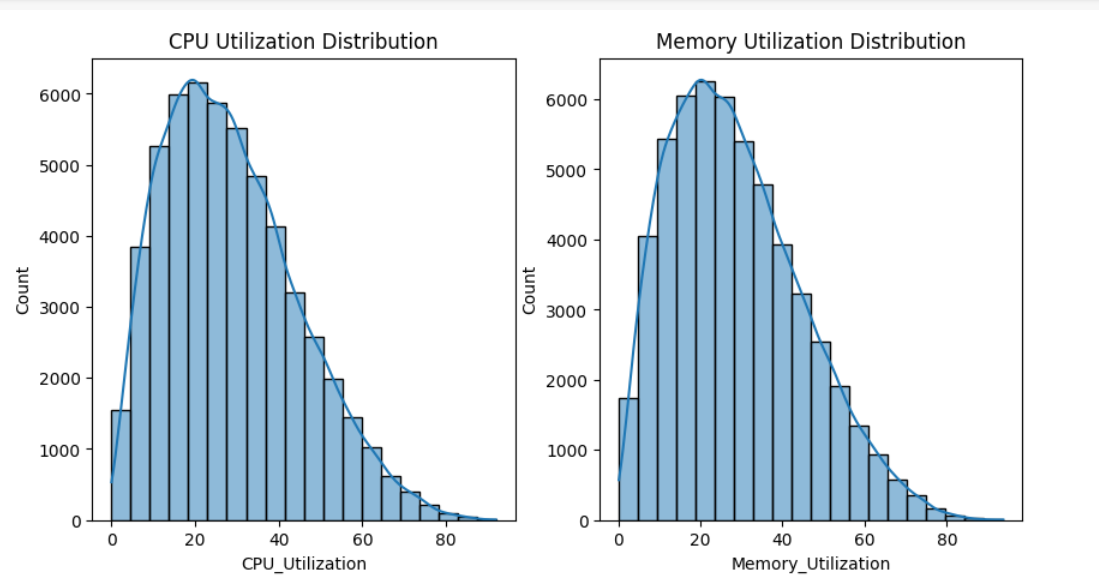 CPU Utilization Distribution
Count
6000
5000
4000
3000
2000
1000
0
0 20 40 60 80
CPU_Utilization
Memory Utilization Distribution
Count
6000
5000
4000
3000
2000
1000
0
0 20 40 60 80
Memory_Utilization